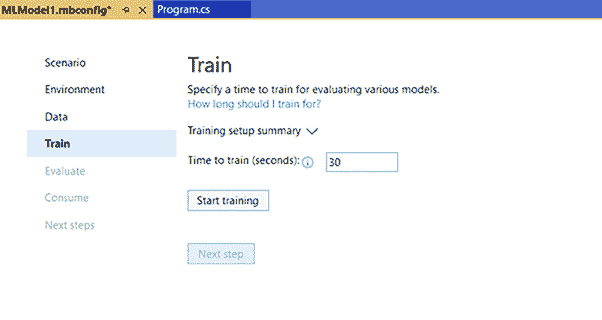 MLModel1.mbconfig* Program.cs
Scenario
Environment
Data
Train
Evaluate
Consume
Next steps
Train
Specify a time to train for evaluating various models.
How long should I train for?
Training setup summary
Time to train (seconds): 30
Start training
Next step